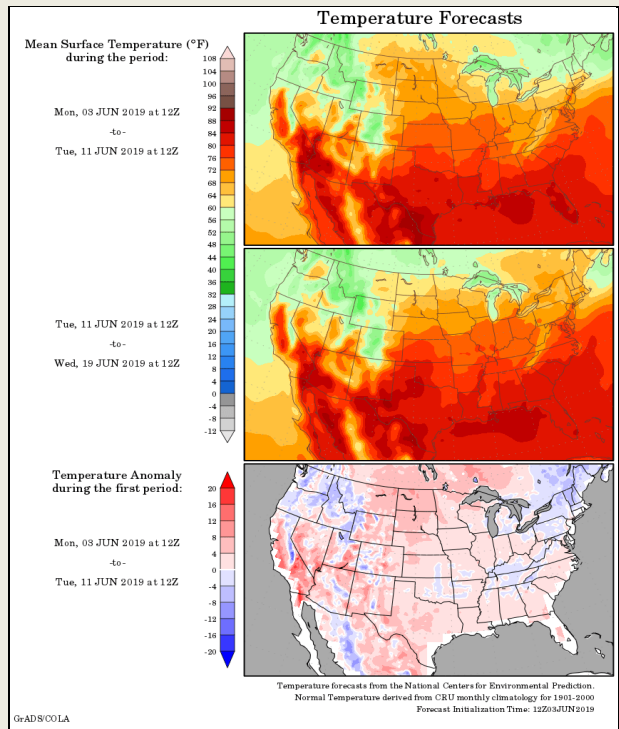 Temperature Forecasts
Mean Surface Temperature (°F)
during the period:
Mon, 03 JUN 2019 at 12Z
-to-
Tue, 11 JUN 2019 at 12Z
108
104
100
96
92
88
84
80
76
72
68
64
60
56
52
48
44
40
36
32
28
24
20
16
12
8
4
0
-4
-8
-12
Tue, 11 JUN 2019 at 12Z
-to-
Wed, 19 JUN 2019 at 12Z
Temperature Anomaly
during the first period:
Mon, 03 JUN 2019 at 12Z
-to-
Tue, 11 JUN 2019 at 12Z
20
16
12
8
4
0
-4
-8
-12
-16
-20
Temperature forecasts from the National Centers for Environmental Prediction.
Normal Temperature derived from CRU monthly climatology for 1901-2000
Forecast Initialization Time: 12Z03JUN2019
GrADS/COLA